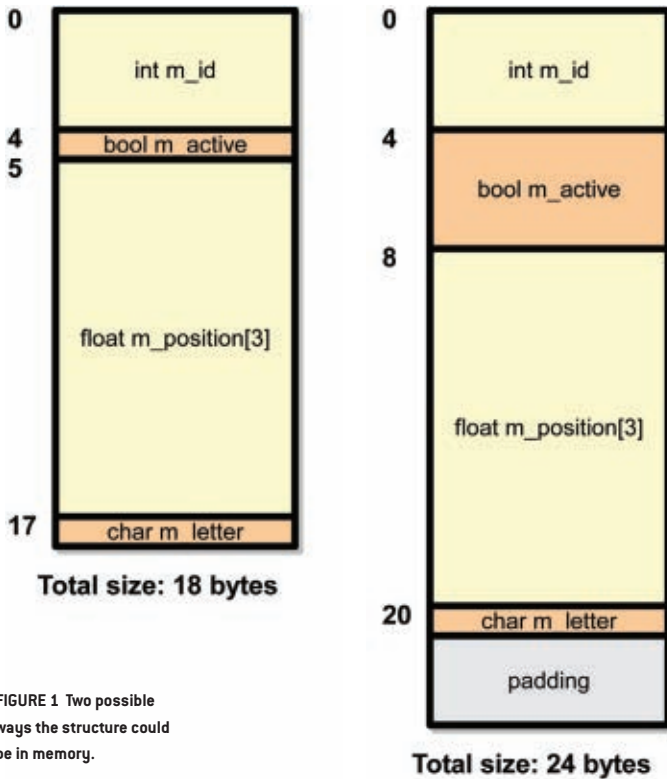 0
int m_id
4
bool m_active
5
float m_position[3]
17
char m_letter
Total size: 18 bytes
0
int m_id
4
bool m_active
8
float m_position[3]
20
char m_letter
padding
Total size: 24 bytes
FIGURE 1 Two possible
ways the structure could
be in memory.